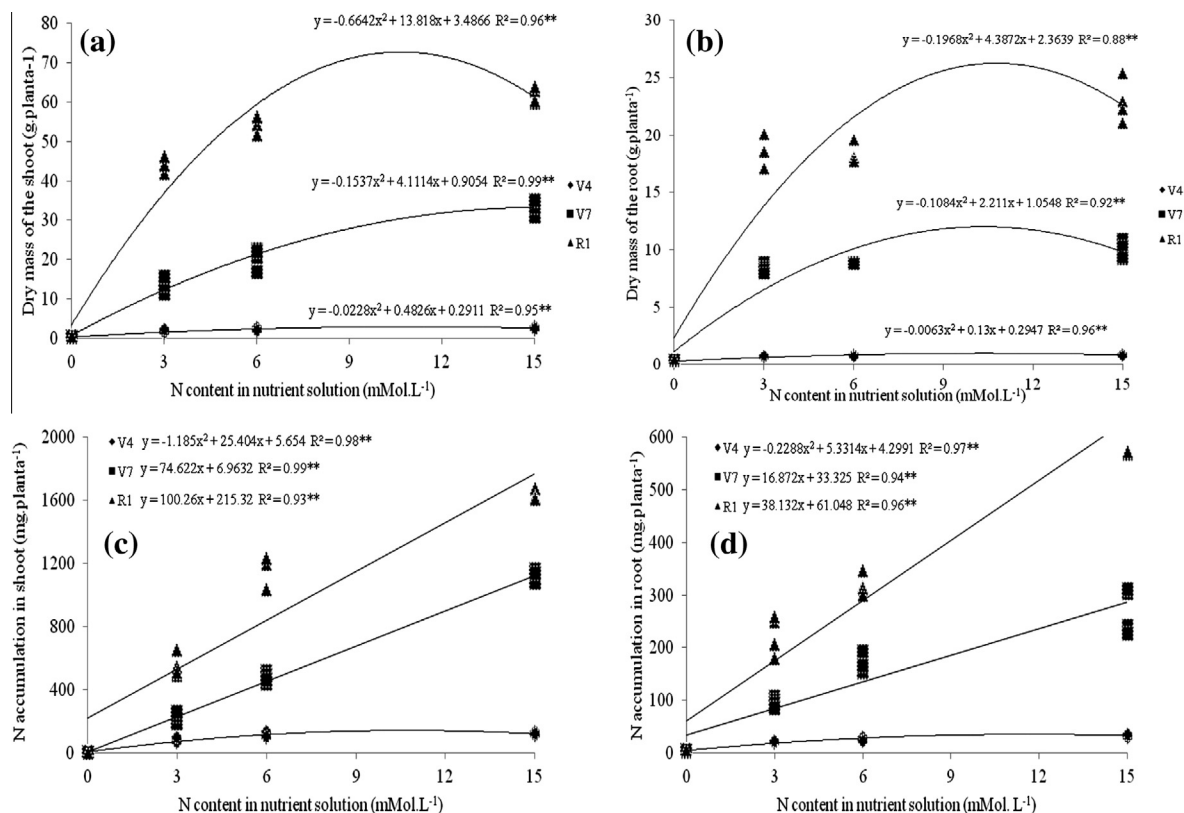 (a)
y=-0.6642x²+13.818x+3.4866 R²=0.96**
y=-0.1537x²+4.1114x+0.9054 R²=0.99**
y=-0.0228x²+0.4826x+0.2911 R²=0.95**
Dry mass of the shoot (g.planta-1)
80
70
60
50
40
30
20
10
0
0 3 6 9 12 15
N content in nutrient solution (mMol.L⁻¹)
V4
V7
R1
(b)
y=-0.1968x²+4.3872x+2.3639 R²=0.88**
y=-0.1084x²+2.211x+1.0548 R²=0.92**
y=-0.0063x²+0.13x+0.2947 R²=0.96**
Dry mass of the root (g.planta⁻¹)
30
25
20
15
10
5
0
0 3 6 9 12 15
N content in nutrient solution (mMol.L⁻¹)
V4
V7
R1
(c)
V4 y=-1.185x²+25.404x+5.654 R²=0.98**
V7 y=74.622x+6.9632 R²=0.99**
R1 y=100.26x+215.32 R²=0.93**
N accumulation in shoot (mg.planta⁻¹)
2000
1600
1200
800
400
0
0 3 6 9 12 15
N content in nutrient solution (mMol.L⁻¹)
(d)
V4 y=-0.2288x²+5.3314x+4.2991 R²=0.97**
V7 y=16.872x+33.325 R²=0.94**
R1 y=38.132x+61.048 R²=0.96**
N accumulation in root (mg.planta⁻¹)
600
500
400
300
200
100
0
0 3 6 9 12 15
N content in nutrient solution (mMol.L⁻¹)